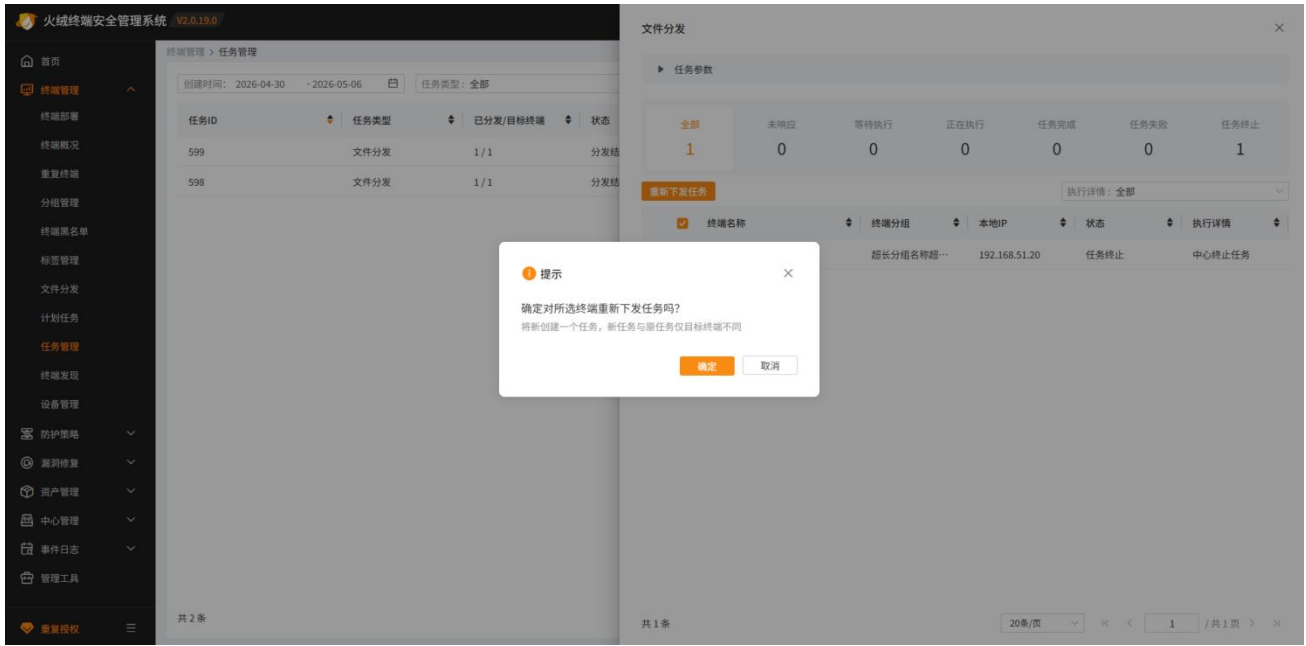 火绒终端安全管理系统 V2.0.19.0
首页
终端管理
终端部署
终端概况
重复终端
分组管理
终端黑名单
标签管理
文件分发
计划任务
任务管理
终端发现
设备管理
防护策略
漏洞修复
资产管理
中心管理
事件日志
管理工具
重复授权
终端管理 > 任务管理
创建时间: 2026-04-30 - 2026-05-06 任务类型: 全部
任务ID 任务类型 已分发/目标终端 状态
599 文件分发 1 / 1 分发结
598 文件分发 1 / 1 分发结
共 2 条
文件分发
任务参数
全部 未响应 等待执行 正在执行 任务完成 任务失败 任务终止
1 0 0 0 0 0 1
重新下发任务 执行详情: 全部
终端名称 终端分组 本地IP 状态 执行详情
超长分组名称超… 192.168.51.20 任务终止 中心终止任务
提示
确定对所选终端重新下发任务吗?
将新创建一个任务,新任务与原任务仅目标终端不同
确定 取消
共 1 条 20条/页 1 / 共 1 页